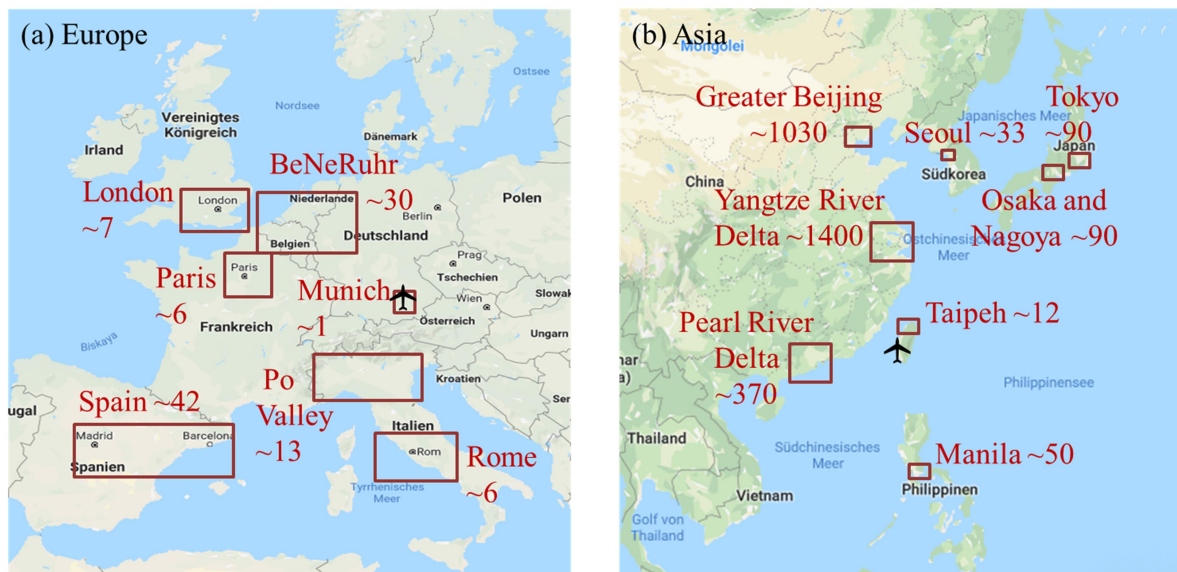 (a) Europe
Ostsee
Nordsee
Vereinigtes
Königreich
Dänemark
Irland
BeNeRuhr
~30
London
~7
London
Niederlande
Berlin
Polen
Belgien
Deutschland
Paris
~6
Paris
Prag
Tschechien
Munich
~1
Wien
Slowak
Frankreich
Österreich
Ungarn
Biskaya
Po
Valley
~13
Kroatien
Ser
ugal
Spain ~42
Madrid
Barcelona
Spanien
Italien
Rom
Rome
~6
Tyrrhenisches
Meer
(b) Asia
Mongolei
Greater Beijing
~1030
Tokyo
~90
Japanisches Meer
Seoul ~33
Japan
Südkorea
China
Yangtze River
Delta ~1400
Osaka and
Nagoya ~90
Ostchinesisches
Meer
Taipeh ~12
Pearl River
Delta
~370
nar
a)
Philippinensee
Thailand
Südchinesisches
Meer
Manila ~50
Philippinen
Vietnam
Golf von
Thailand